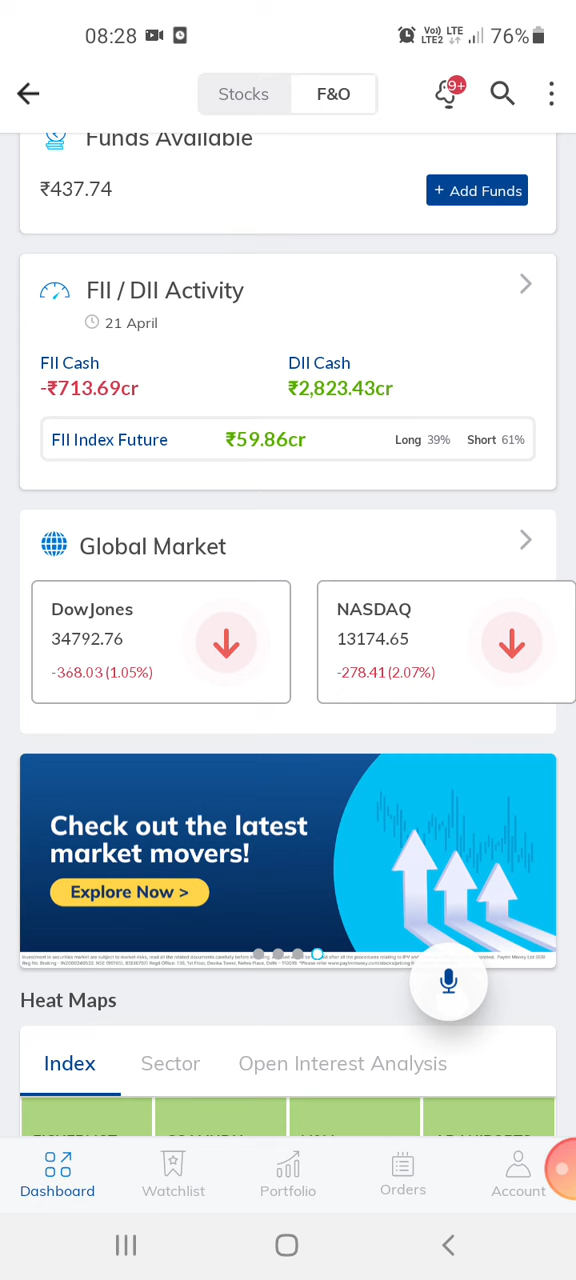 08:28
Vo) LTE
LTE2
76%
Stocks
F&O
9+
Funds Available
₹437.74
+ Add Funds
FII / DII Activity
21 April
FII Cash
DII Cash
-₹713.69cr
₹2,823.43cr
FII Index Future
₹59.86cr
Long 39%
Short 61%
Global Market
DowJones
34792.76
-368.03 (1.05%)
NASDAQ
13174.65
-278.41 (2.07%)
Check out the latest
market movers!
Explore Now >
Heat Maps
Index
Sector
Open Interest Analysis
Dashboard
Watchlist
Portfolio
Orders
Account